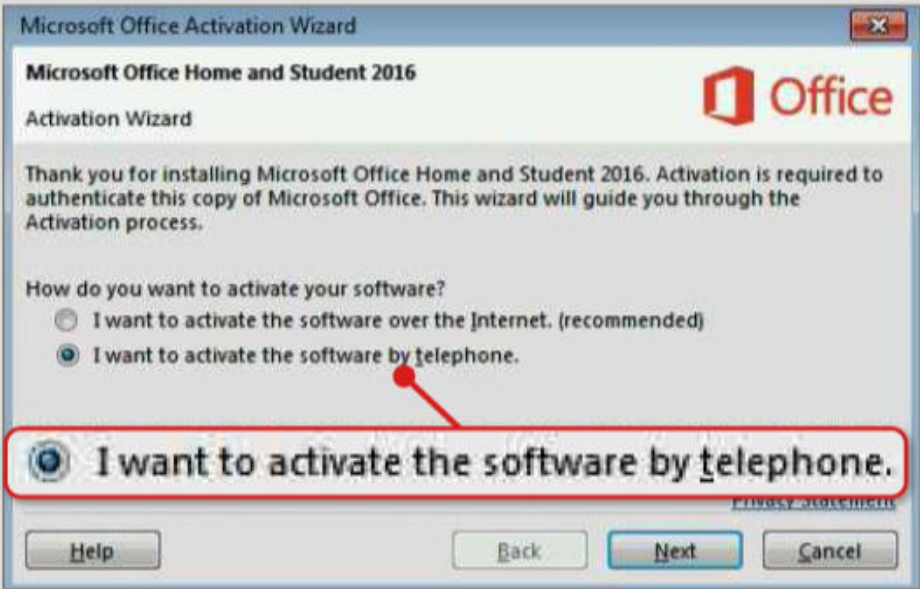 Microsoft Office Activation Wizard
Microsoft Office Home and Student 2016
Office
Activation Wizard
Thank you for installing Microsoft Office Home and Student 2016. Activation is required to
authenticate this copy of Microsoft Office. This wizard will guide you through the
Activation process.
How do you want to activate your software?
I want to activate the software over the Internet. (recommended)
I want to activate the software by telephone.
I want to activate the software by telephone.
Privacy Statement
Help
Back
Next
Cancel